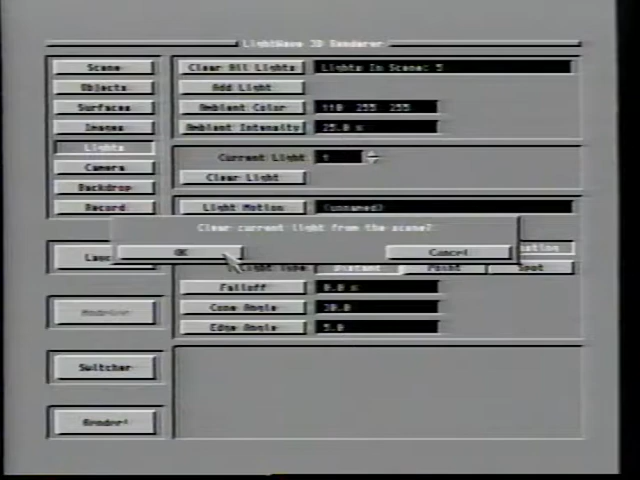 LightWave 3D Renderer
Scene
Clear All Lights
Lights In Scene: 5
Objects
Add Light
Surfaces
Ambient Color
110 255 255
Images
Ambient Intensity
25.0 %
Lights
Current Light
1
Camera
Clear Light
Backdrop
Record
Light Motion
(unnamed)
Clear current light from the scene?
OK
Cancel
Light Type
Distant
Point
Spot
Falloff
0.0 %
Cone Angle
30.0
Modeler
Edge Angle
5.0
Switcher
Render